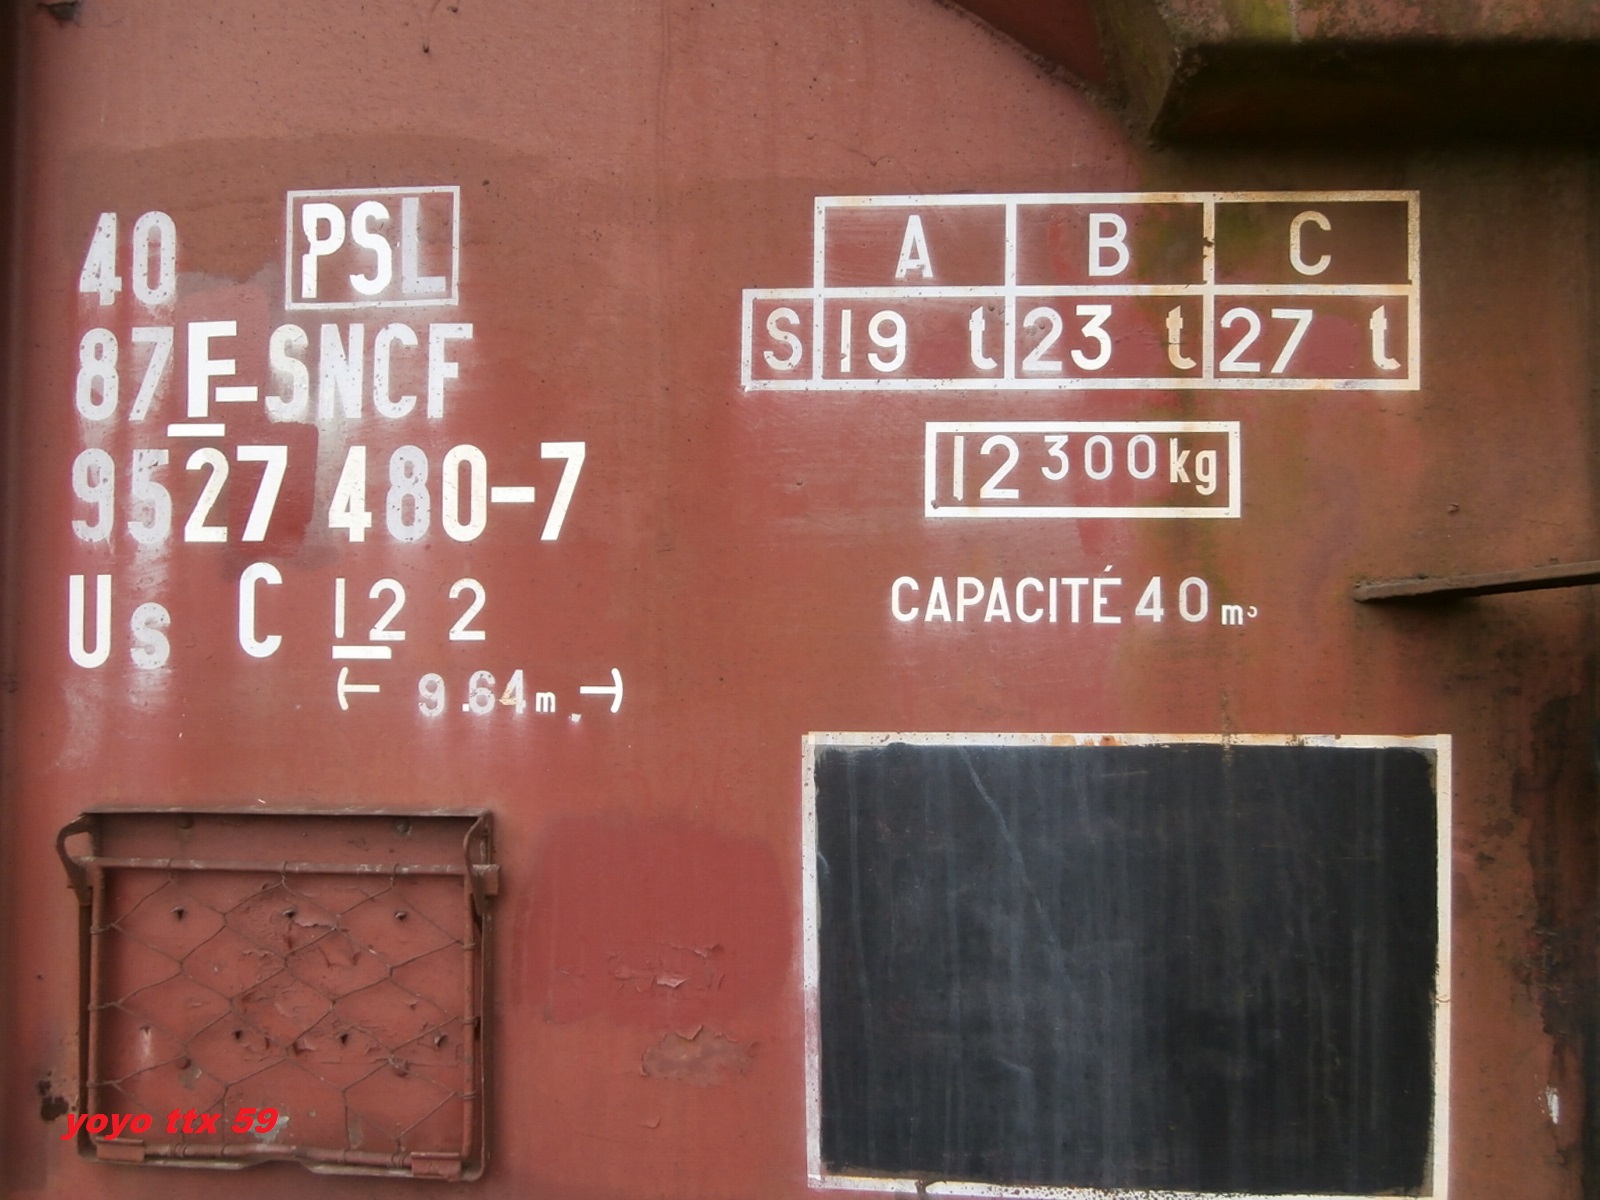 40 PSL
87 F-SNCF
9527 480-7
Us C 12 2
9.64m
A B C
S 19 t 23 t 27 t
12 300 kg
CAPACITÉ 40 m³
yoyo ttx 59